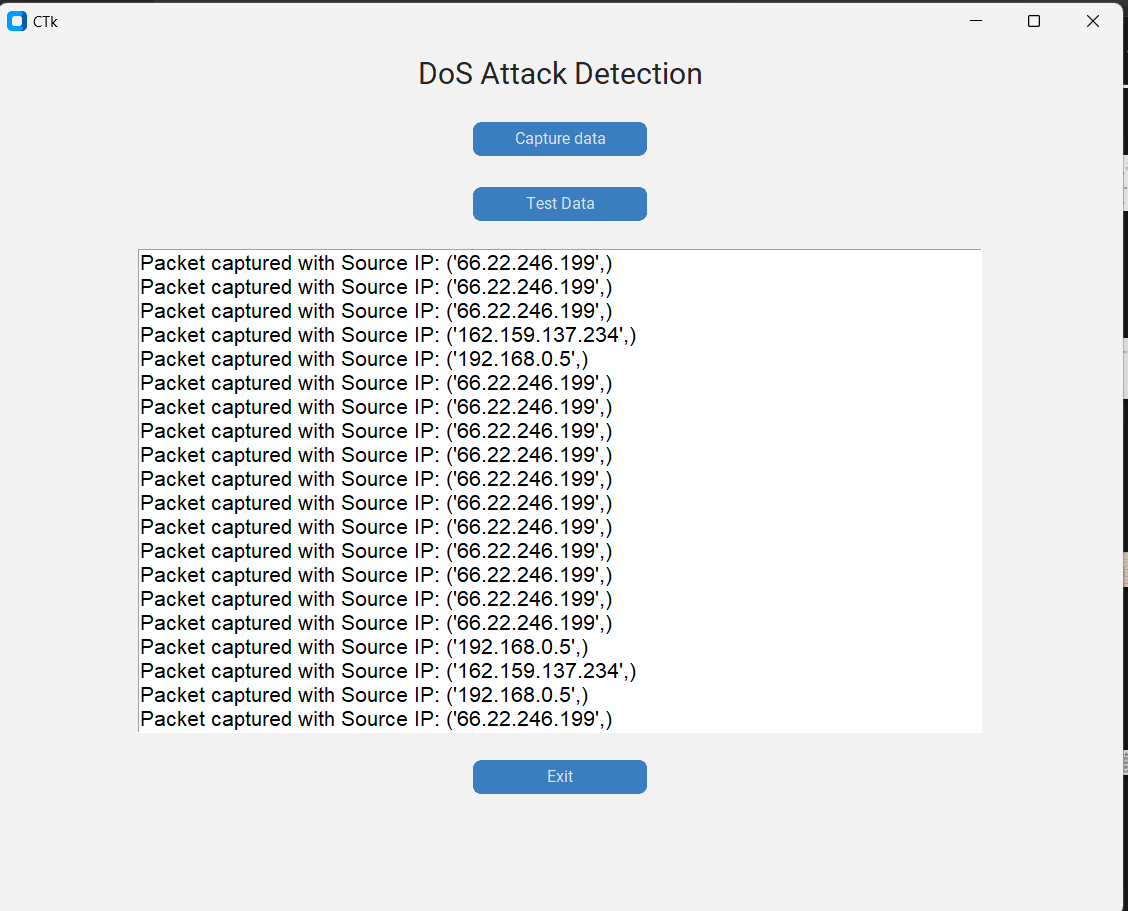 CTk
DoS Attack Detection
Capture data
Test Data
Packet captured with Source IP: ('66.22.246.199',)
Packet captured with Source IP: ('66.22.246.199',)
Packet captured with Source IP: ('66.22.246.199',)
Packet captured with Source IP: ('162.159.137.234',)
Packet captured with Source IP: ('192.168.0.5',)
Packet captured with Source IP: ('66.22.246.199',)
Packet captured with Source IP: ('66.22.246.199',)
Packet captured with Source IP: ('66.22.246.199',)
Packet captured with Source IP: ('66.22.246.199',)
Packet captured with Source IP: ('66.22.246.199',)
Packet captured with Source IP: ('66.22.246.199',)
Packet captured with Source IP: ('66.22.246.199',)
Packet captured with Source IP: ('66.22.246.199',)
Packet captured with Source IP: ('66.22.246.199',)
Packet captured with Source IP: ('66.22.246.199',)
Packet captured with Source IP: ('66.22.246.199',)
Packet captured with Source IP: ('192.168.0.5',)
Packet captured with Source IP: ('162.159.137.234',)
Packet captured with Source IP: ('192.168.0.5',)
Packet captured with Source IP: ('66.22.246.199',)
Exit